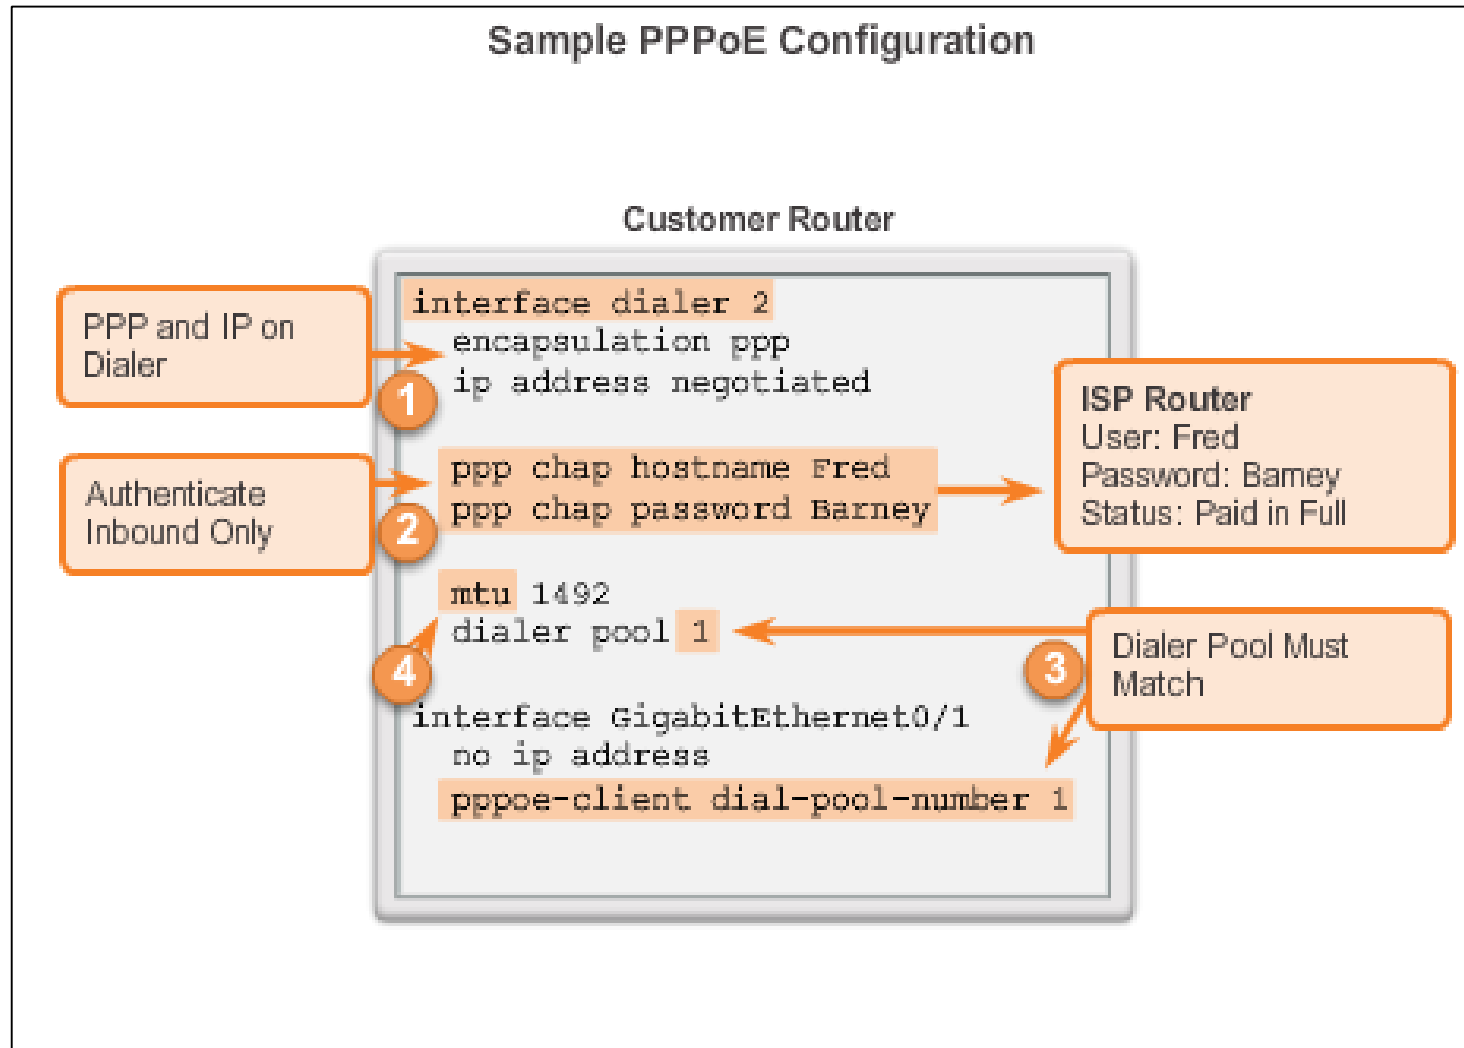 Sample PPPoE Configuration
Customer Router
PPP and IP on
Dialer
1
interface dialer 2
encapsulation ppp
ip address negotiated
Authenticate
Inbound Only
2
ppp chap hostname Fred
ppp chap password Barney
ISP Router
User: Fred
Password: Barney
Status: Paid in Full
4
mtu 1492
dialer pool 1
3
Dialer Pool Must
Match
interface GigabitEthernet0/1
no ip address
pppoe-client dial-pool-number 1